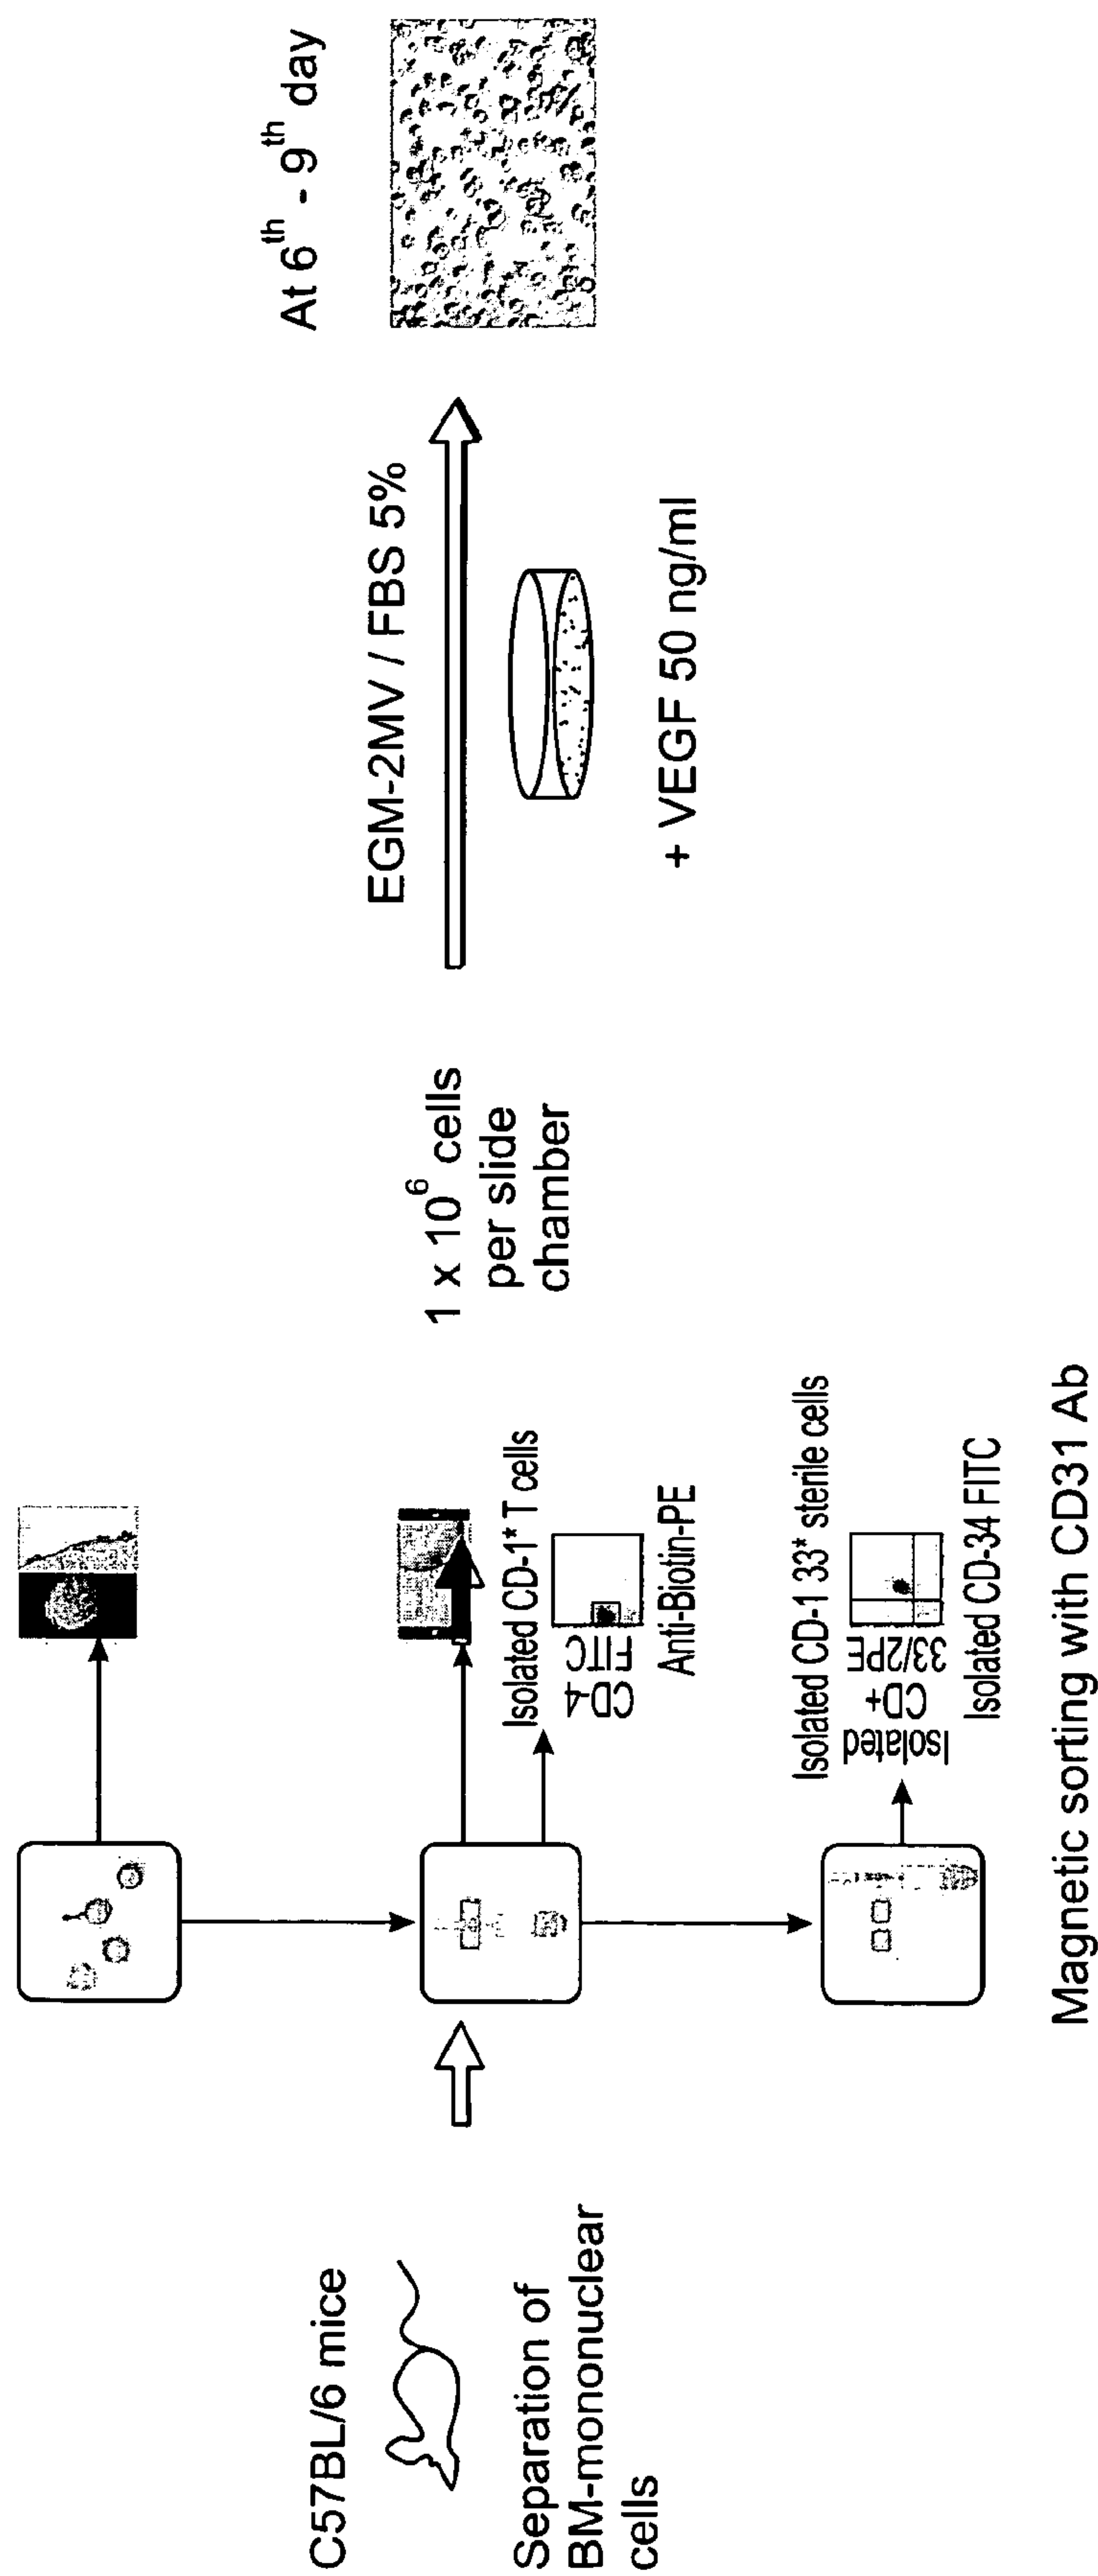 C57BL/6 mice
Separation of
BM-mononuclear
cells
Isolated CD-1* T cells
CD-4
FITC
Anti-Biotin-PE
Isolated CD-1 33* sterile cells
Isolated
CD+
33/2PE
Isolated CD-34 FITC
Magnetic sorting with CD31 Ab
1 x 10⁶ cells
per slide
chamber
EGM-2MV / FBS 5%
+ VEGF 50 ng/ml
At 6ᵗʰ - 9ᵗʰ day